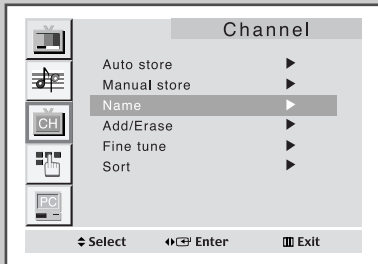 Channel
Auto store
Manual store
Name
CH
Add/Erase
Fine tune
Sort
PC
Select Enter Exit